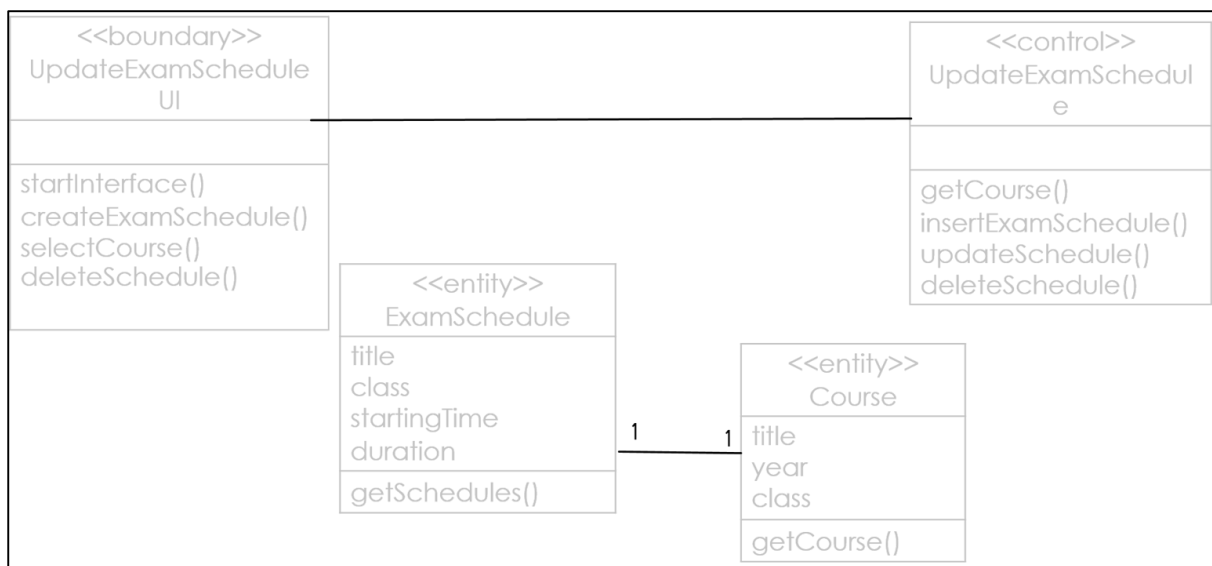 <<boundary>>
UpdateExamSchedule
UI
startInterface()
createExamSchedule()
selectCourse()
deleteSchedule()
<<control>>
UpdateExamSchedul
e
getCourse()
insertExamSchedule()
updateSchedule()
deleteSchedule()
<<entity>>
ExamSchedule
title
class
startingTime
duration
getSchedules()
1
1
<<entity>>
Course
title
year
class
getCourse()